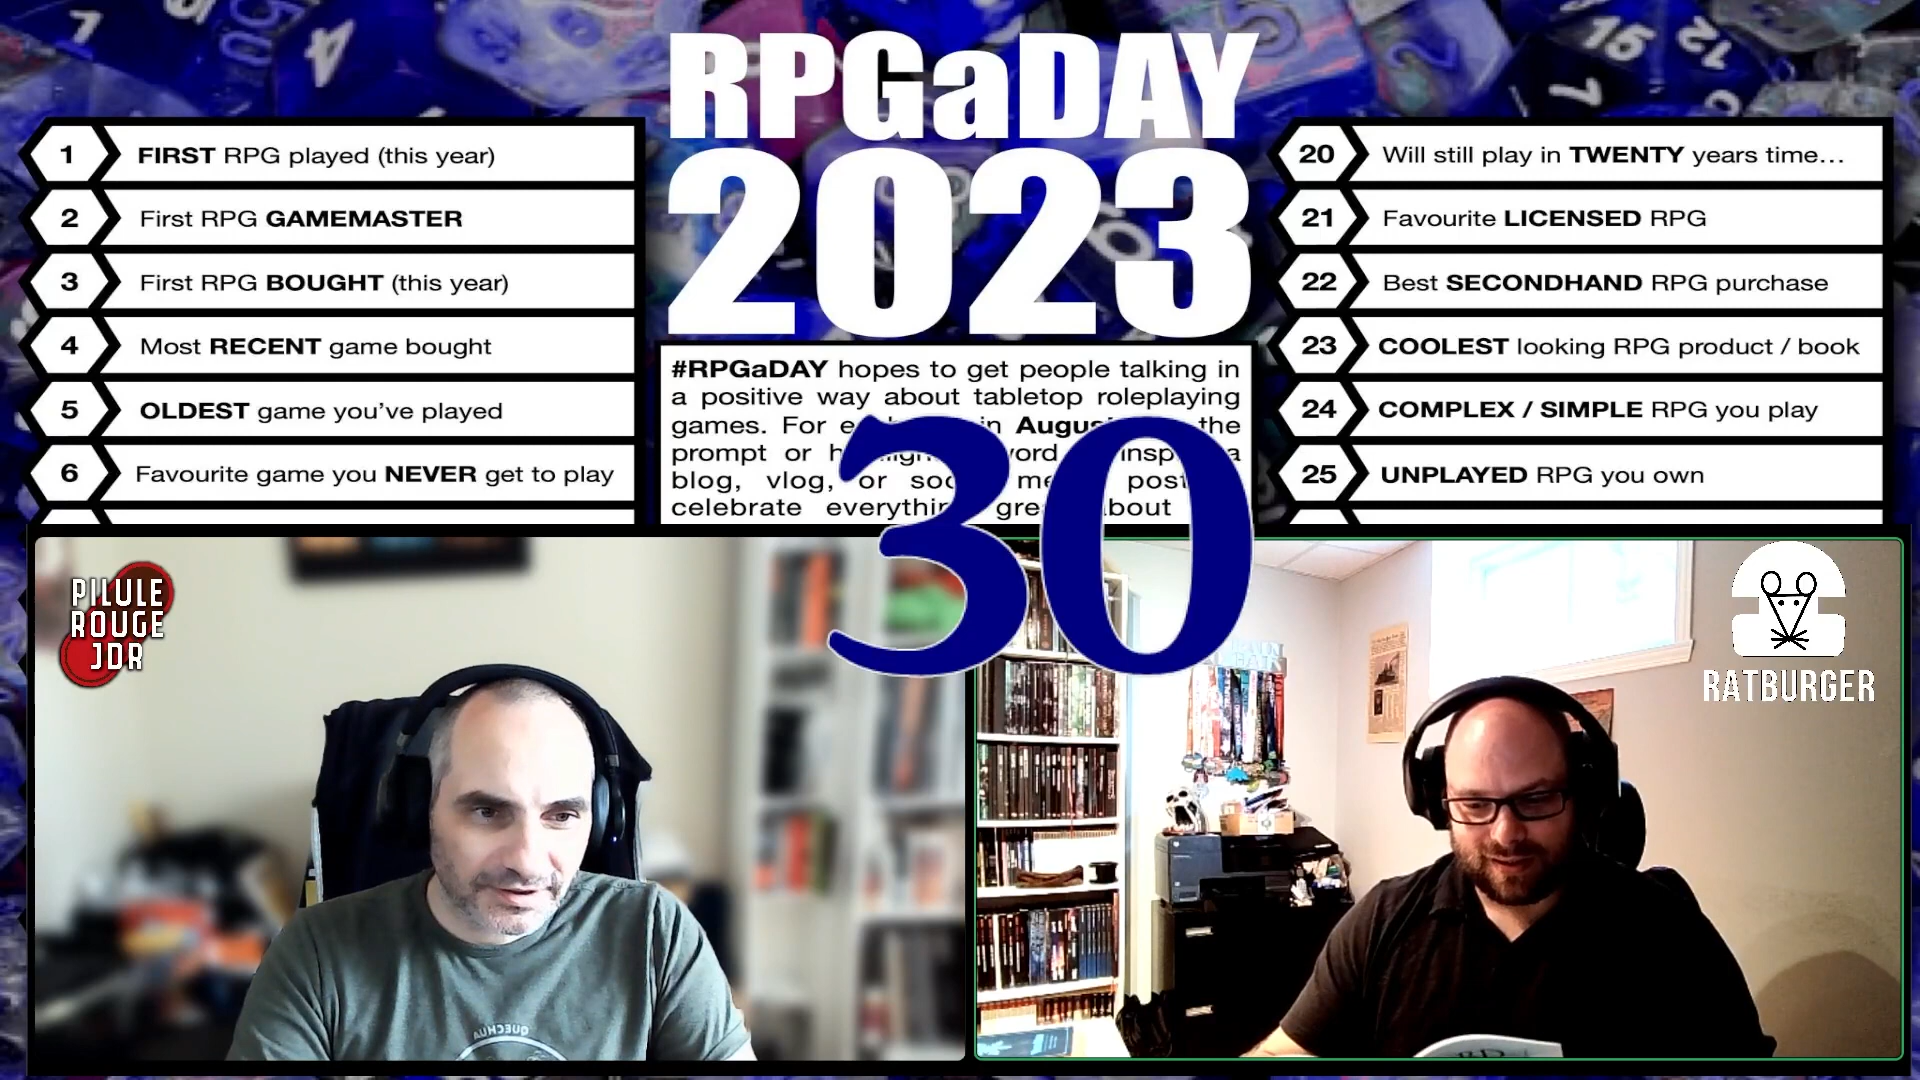 RPGaDAY
2023
1 FIRST RPG played (this year)
2 First RPG GAMEMASTER
3 First RPG BOUGHT (this year)
4 Most RECENT game bought
5 OLDEST game you've played
6 Favourite game you NEVER get to play
#RPGaDAY hopes to get people talking in
a positive way about tabletop roleplaying
games. For in August the
prompt or
blog, vlog, or
celebrate about
30
20 Will still play in TWENTY years time...
21 Favourite LICENSED RPG
22 Best SECONDHAND RPG purchase
23 COOLEST looking RPG product / book
24 COMPLEX / SIMPLE RPG you play
25 UNPLAYED RPG you own
PILULE
ROUGE
JDR
QUECHUA
RATBURGER